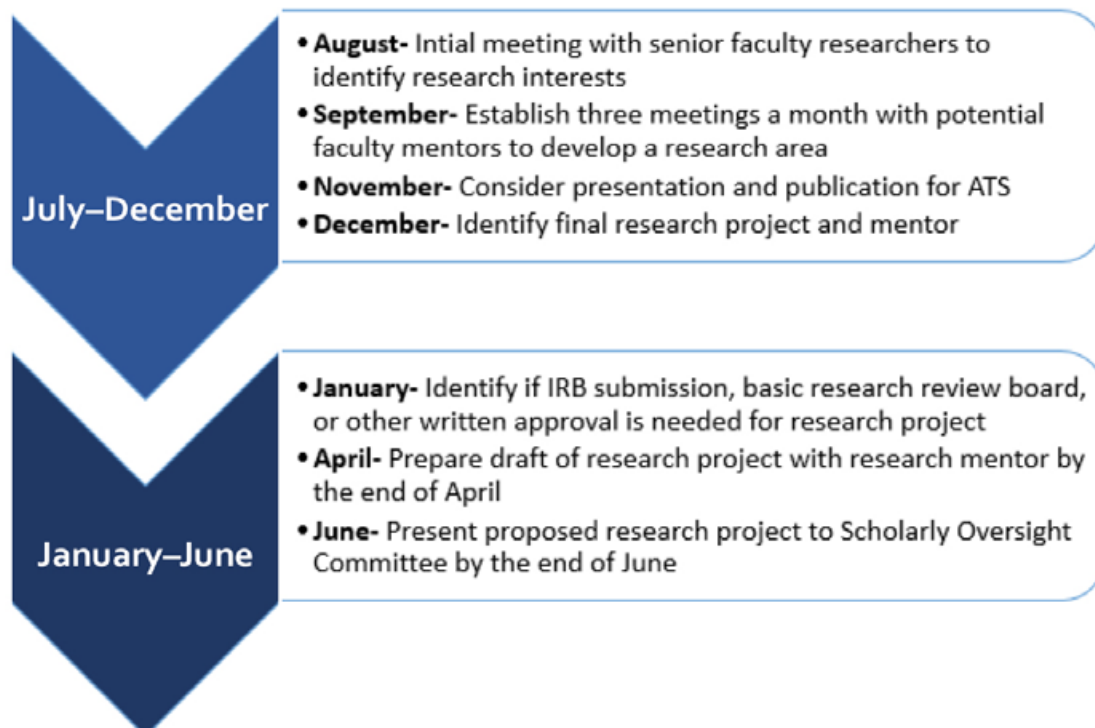 July–December
• August- Intial meeting with senior faculty researchers to
identify research interests
• September- Establish three meetings a month with potential
faculty mentors to develop a research area
• November- Consider presentation and publication for ATS
• December- Identify final research project and mentor
January–June
• January- Identify if IRB submission, basic research review board,
or other written approval is needed for research project
• April- Prepare draft of research project with research mentor by
the end of April
• June- Present proposed research project to Scholarly Oversight
Committee by the end of June